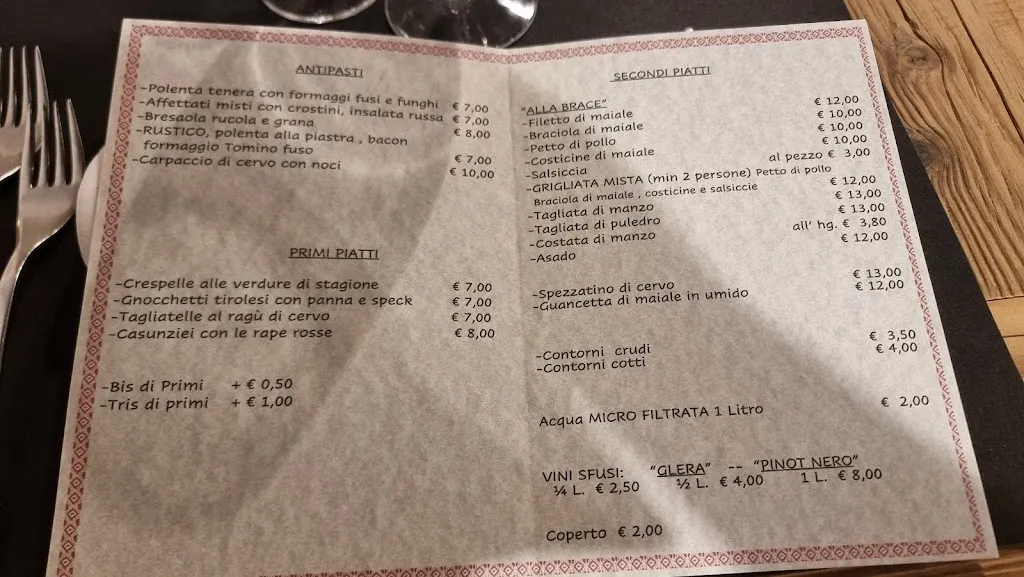 ANTIPASTI
-Polenta tenera con formaggi fusi e funghi € 7,00
-Affettati misti con crostini, insalata russa € 7,00
-Bresaola rucola e grana € 8,00
-RUSTICO, polenta alla piastra , bacon
formaggio Tomino fuso € 7,00
-Carpaccio di cervo con noci € 10,00
PRIMI PIATTI
-Crespelle alle verdure di stagione € 7,00
-Gnocchetti tirolesi con panna e speck € 7,00
-Tagliatelle al ragù di cervo € 7,00
-Casunziei con le rape rosse € 8,00
-Bis di Primi + € 0,50
-Tris di primi + € 1,00
SECONDI PIATTI
"ALLA BRACE"
-Filetto di maiale € 12,00
-Braciola di maiale € 10,00
-Petto di pollo € 10,00
-Costicine di maiale € 10,00
-Salsiccia al pezzo € 3,00
-GRIGLIATA MISTA (min 2 persone) Petto di pollo
Braciola di maiale , costicine e salsiccie € 12,00
-Tagliata di manzo € 13,00
-Tagliata di puledro € 13,00
-Costata di manzo all' hg. € 3,80
-Asado € 12,00
-Spezzatino di cervo € 13,00
-Guancetta di maiale in umido € 12,00
-Contorni crudi € 3,50
-Contorni cotti € 4,00
Acqua MICRO FILTRATA 1 Litro € 2,00
VINI SFUSI: "GLERA" -- "PINOT NERO"
¼ L. € 2,50 ½ L. € 4,00 1 L. € 8,00
Coperto € 2,00